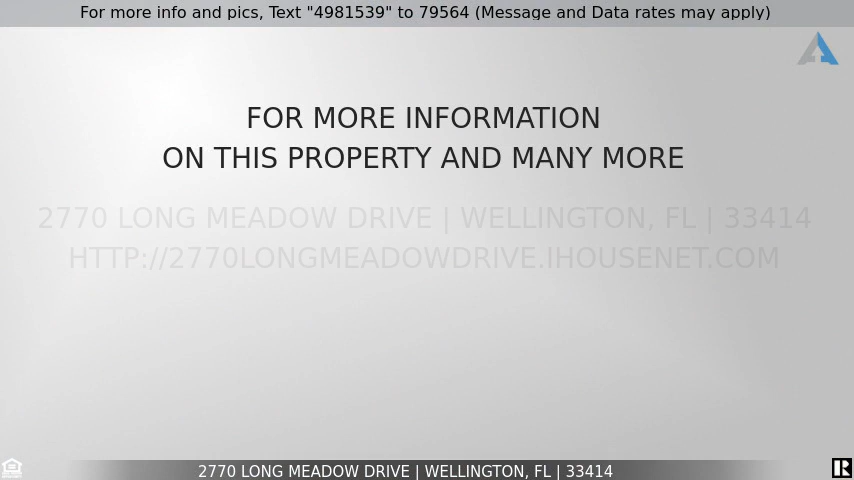 For more info and pics, Text "4981539" to 79564 (Message and Data rates may apply)
FOR MORE INFORMATION
ON THIS PROPERTY AND MANY MORE
2770 LONG MEADOW DRIVE | WELLINGTON, FL | 33414
HTTP://2770LONGMEADOWDRIVE.IHOUSENET.COM
2770 LONG MEADOW DRIVE | WELLINGTON, FL | 33414